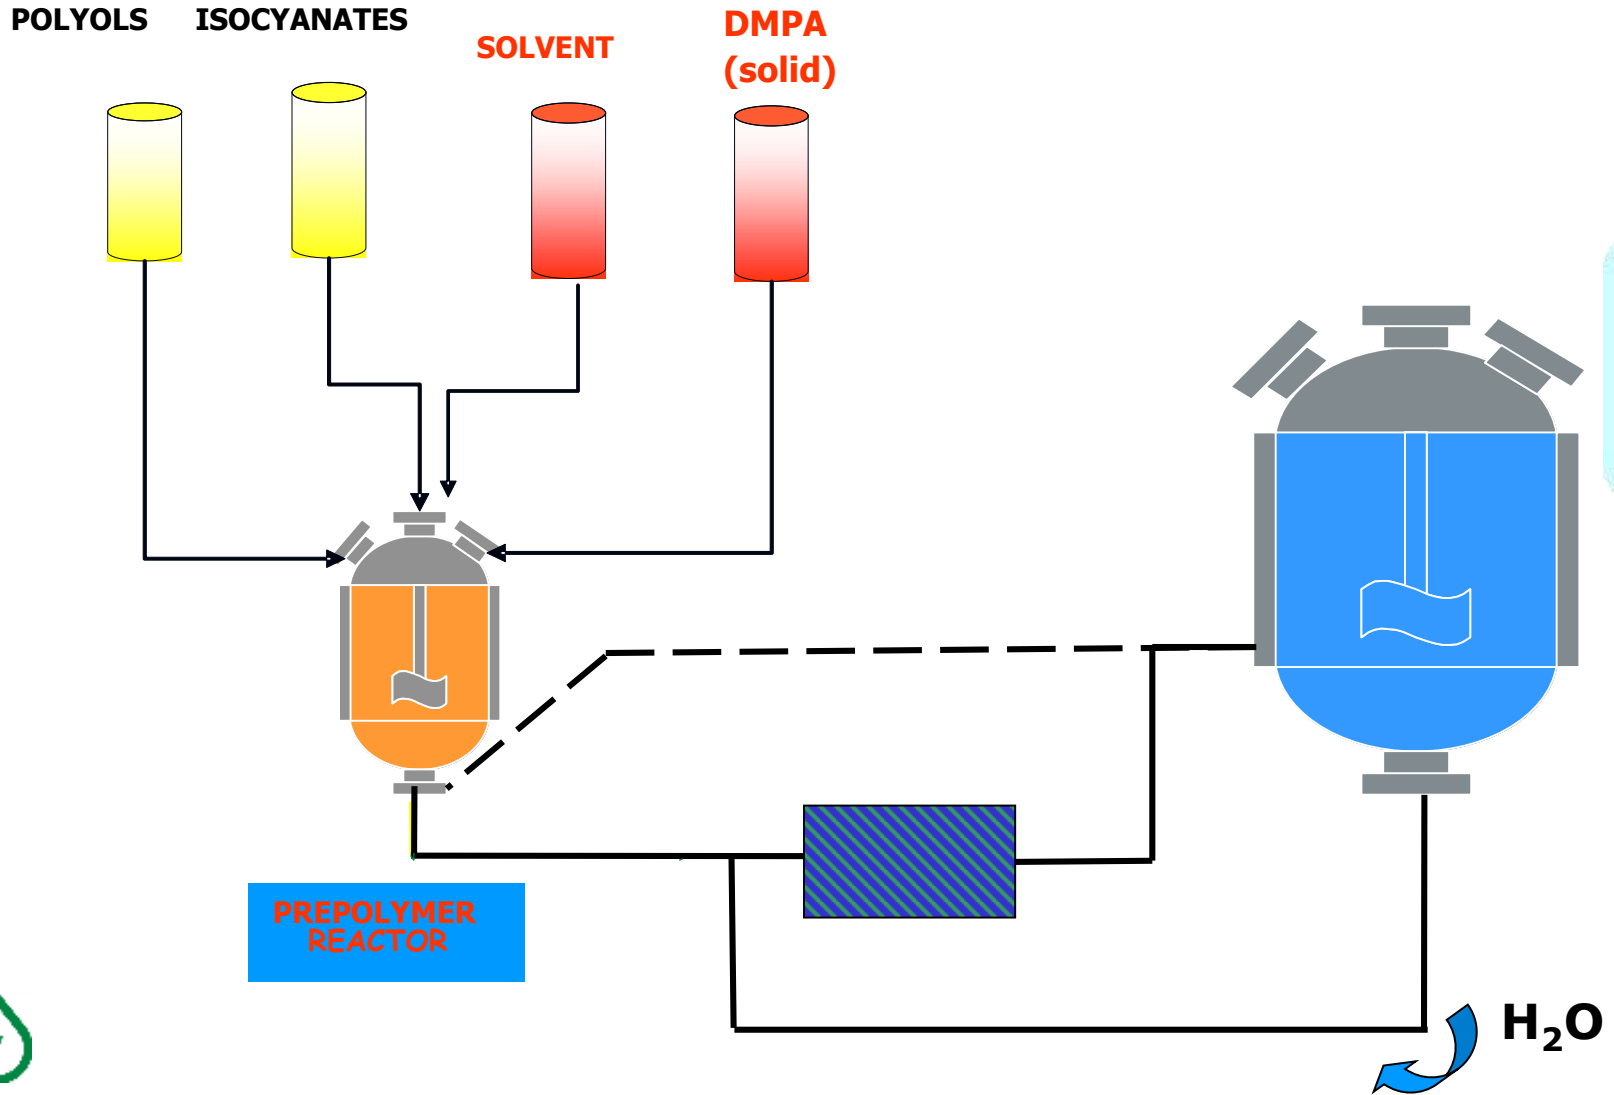 POLYOLS
ISOCYANATES
SOLVENT
DMPA
(solid)
PREPOLYMER
REACTOR
H₂O